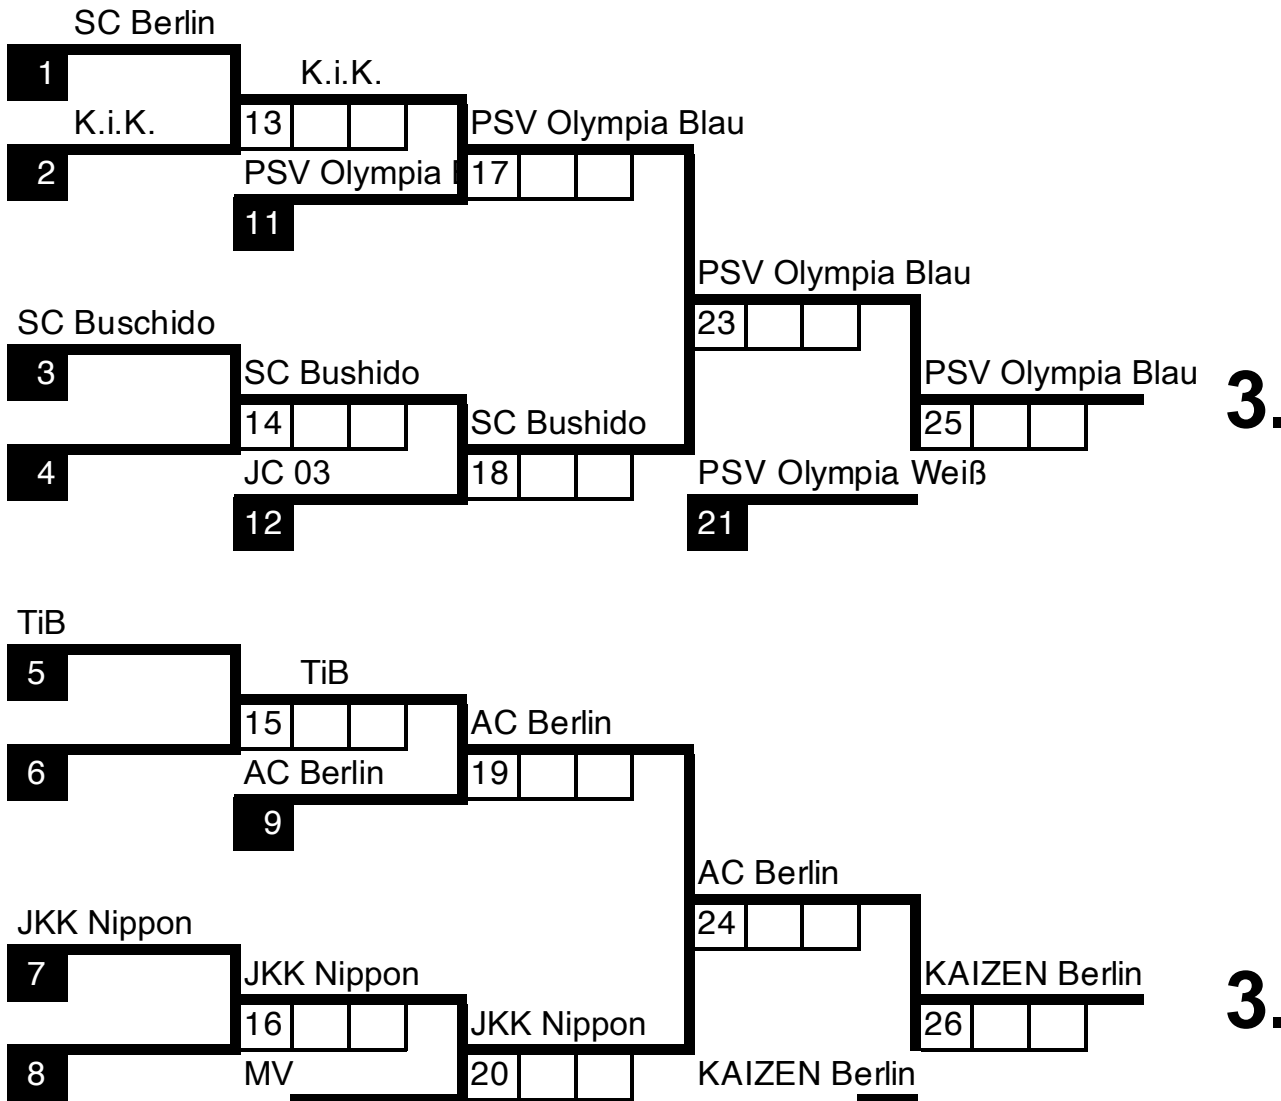 SC Berlin
1
K.i.K.
K.i.K.
13
PSV Olympia Blau
2
PSV Olympia
17
11
PSV Olympia Blau
SC Buschido
23
3
SC Bushido
PSV Olympia Blau
3.
14
SC Bushido
25
4
JC 03
18
PSV Olympia Weiß
12
21
TiB
5
TiB
15
AC Berlin
6
AC Berlin
19
9
AC Berlin
JKK Nippon
24
7
JKK Nippon
KAIZEN Berlin
3.
16
JKK Nippon
26
8
MV
20
KAIZEN Berlin